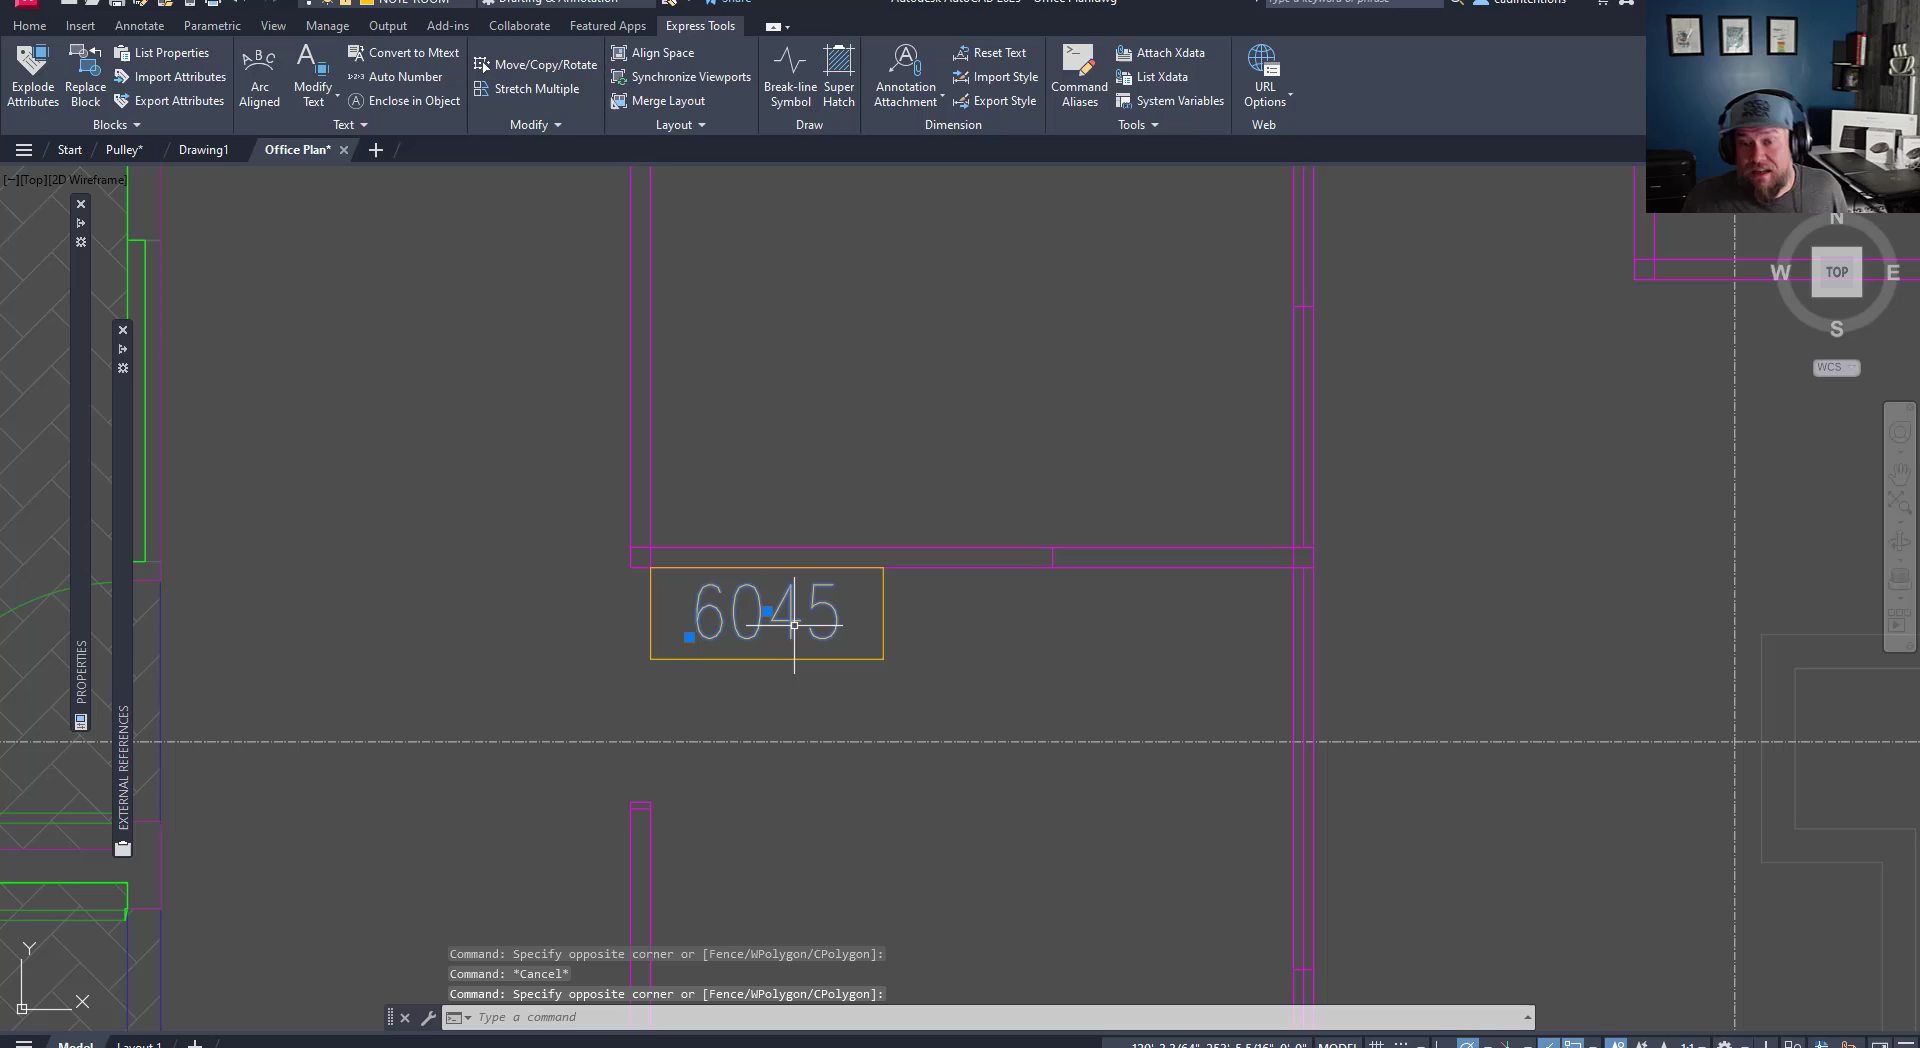 Share
Home Insert Annotate Parametric View Manage Output Add-ins Collaborate Featured Apps Express Tools
Explode Attributes
Replace Block
List Properties
Import Attributes
Export Attributes
Blocks
Arc Aligned
Modify Text
Convert to Mtext
Auto Number
Enclose in Object
Text
Move/Copy/Rotate
Stretch Multiple
Modify
Align Space
Synchronize Viewports
Merge Layout
Layout
Break-line Symbol
Super Hatch
Draw
Annotation Attachment
Reset Text
Import Style
Export Style
Dimension
Command Aliases
Attach Xdata
List Xdata
System Variables
Tools
URL Options
Web
Start Pulley* Drawing1 Office Plan*
[−][Top][2D Wireframe]
N
W TOP E
S
WCS
PROPERTIES
EXTERNAL REFERENCES
6045
Y
X
Command: Specify opposite corner or [Fence/WPolygon/CPolygon]:
Command: *Cancel*
Command: Specify opposite corner or [Fence/WPolygon/CPolygon]:
Type a command
Model Layout 1